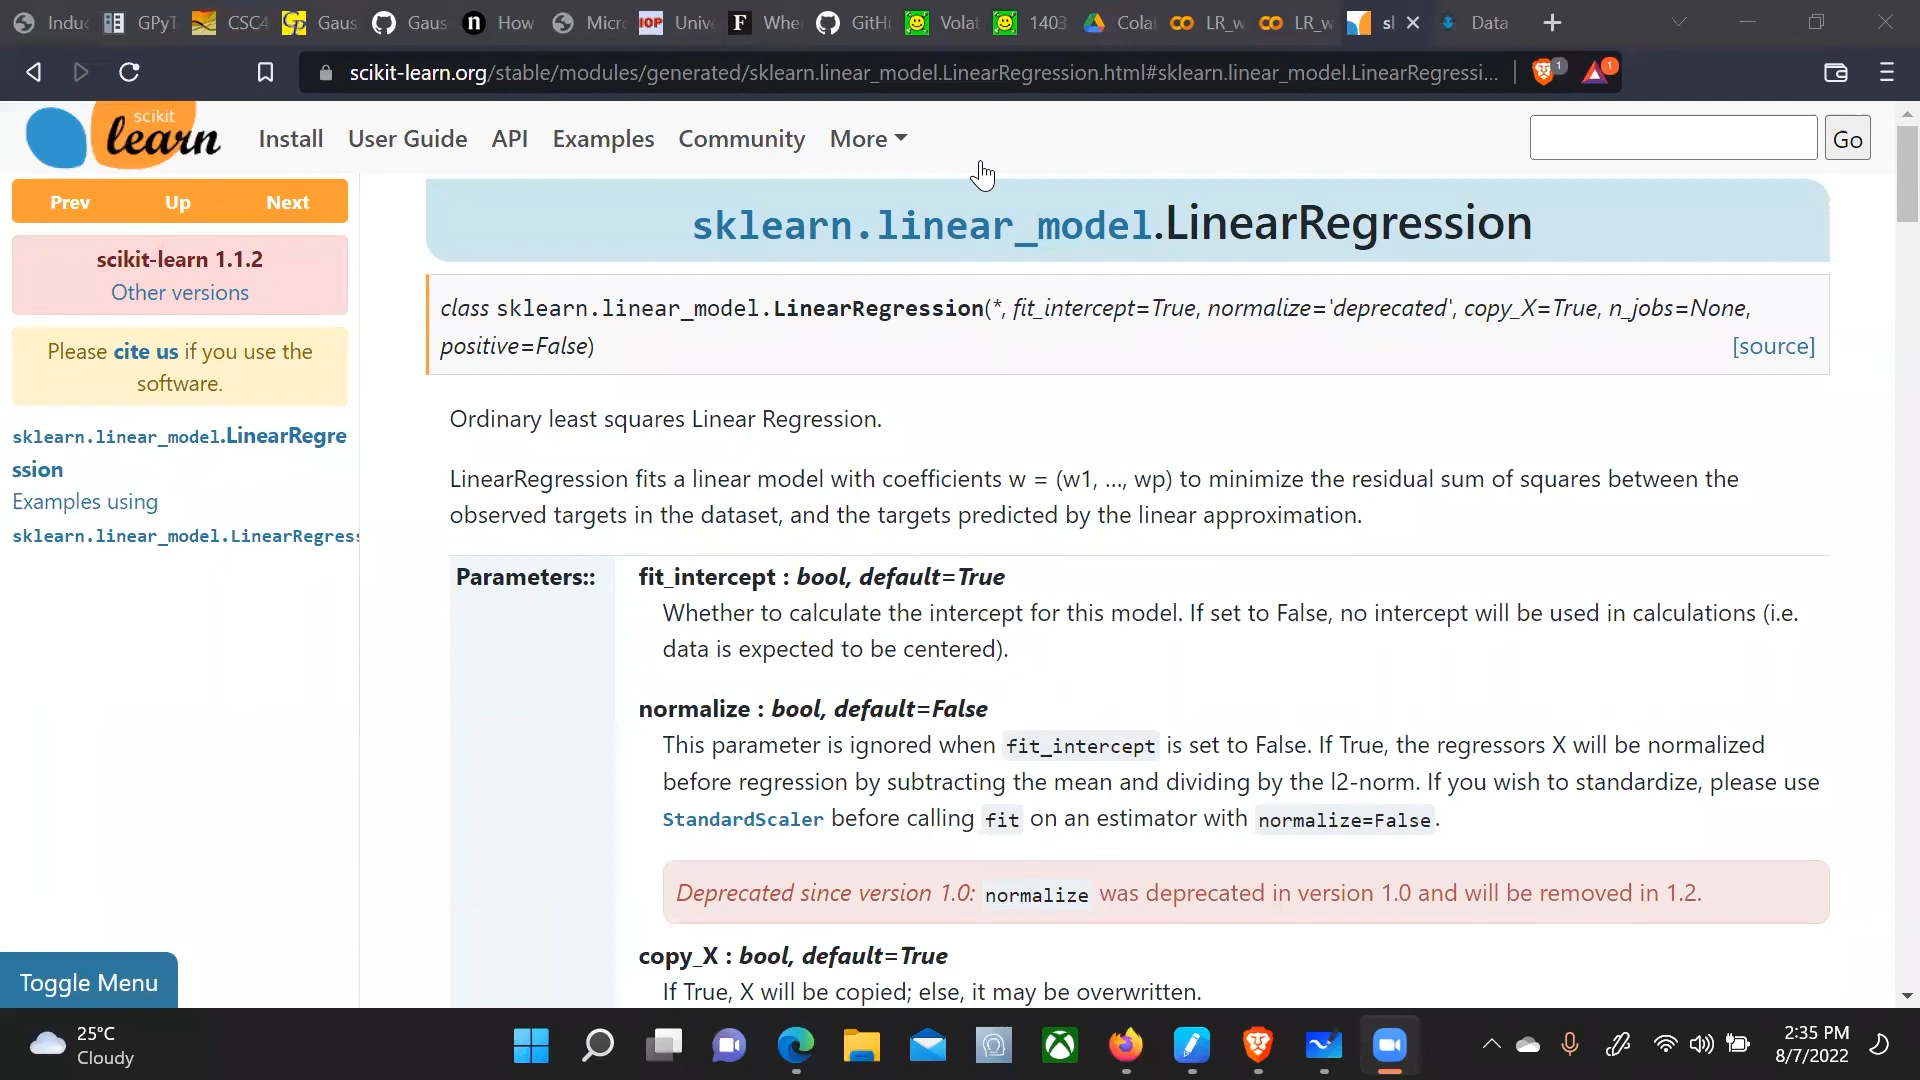 Indu
GPyT
CSC4
Gaus
Gaus
How
Micr
IOP
Univ
Whe
GitH
Volat
1403
Cola
LR_w
LR_w
sl
Data
scikit-learn.org/stable/modules/generated/sklearn.linear_model.LinearRegression.html#sklearn.linear_model.LinearRegressi...
1
1
scikit
learn
Install
User Guide
API
Examples
Community
More
Go
Prev
Up
Next
scikit-learn 1.1.2
Other versions
Please cite us if you use the
software.
sklearn.linear_model.LinearRegre
ssion
Examples using
sklearn.linear_model.LinearRegress
sklearn.linear_model.LinearRegression
class sklearn.linear_model.LinearRegression(*, fit_intercept=True, normalize='deprecated', copy_X=True, n_jobs=None,
positive=False)
[source]
Ordinary least squares Linear Regression.
LinearRegression fits a linear model with coefficients w = (w1, ..., wp) to minimize the residual sum of squares between the
observed targets in the dataset, and the targets predicted by the linear approximation.
Parameters::
fit_intercept : bool, default=True
Whether to calculate the intercept for this model. If set to False, no intercept will be used in calculations (i.e.
data is expected to be centered).
normalize : bool, default=False
This parameter is ignored when fit_intercept is set to False. If True, the regressors X will be normalized
before regression by subtracting the mean and dividing by the l2-norm. If you wish to standardize, please use
StandardScaler before calling fit on an estimator with normalize=False.
Deprecated since version 1.0: normalize was deprecated in version 1.0 and will be removed in 1.2.
copy_X : bool, default=True
If True, X will be copied; else, it may be overwritten.
Toggle Menu
25°C
Cloudy
2:35 PM
8/7/2022